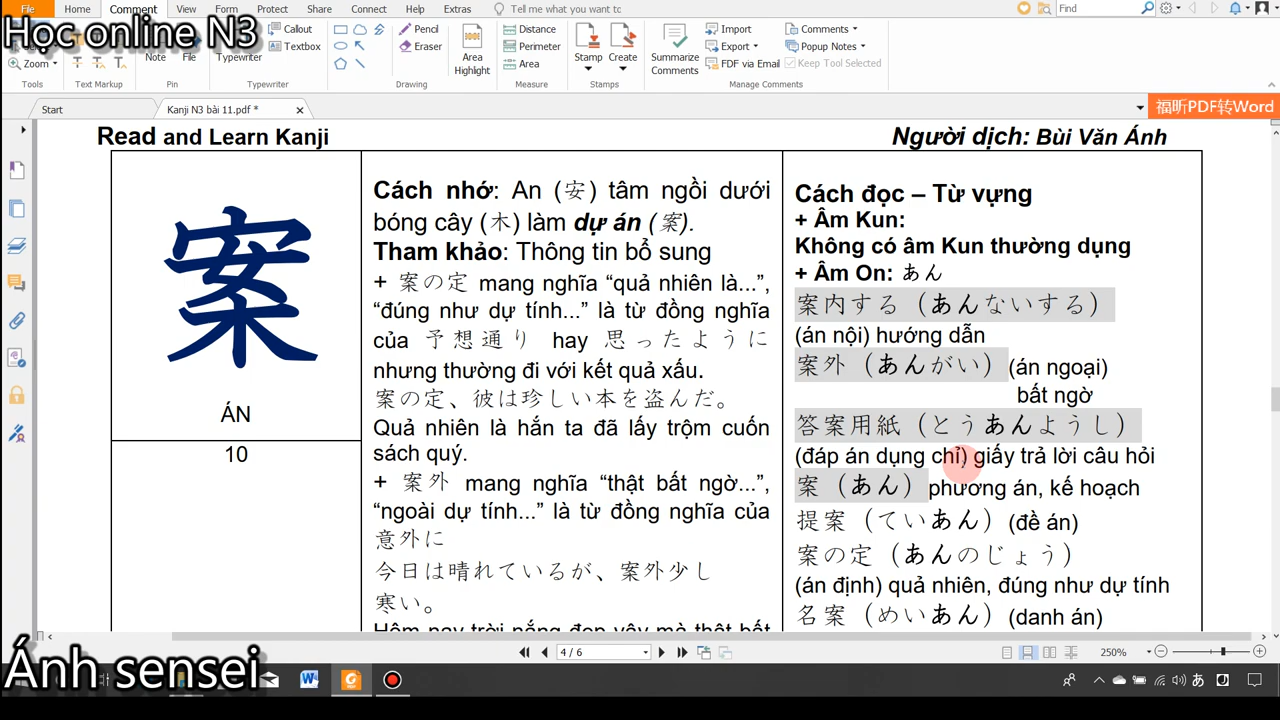 File Home Comment View Form Protect Share Connect Help Extras Tell me what you want tc Find
Học online N3
Callout Pencil Distance Import Comments
Textbox Eraser Perimeter Export Popup Notes
Zoom Typewriter Note File Area Highlight Area Stamp Create Summarize Comments FDF via Email Keep Tool Selected
Tools Text Markup Pin Typewriter Drawing Measure Stamps Manage Comments
Start Kanji N3 bài 11.pdf * 福昕PDF转Word
Read and Learn Kanji Người dịch: Bùi Văn Ánh
案
ÁN
10
Cách nhớ: An (安) tâm ngồi dưới
bóng cây (木) làm dự án (案).
Tham khảo: Thông tin bổ sung
+ 案の定 mang nghĩa “quả nhiên là...”,
“đúng như dự tính...” là từ đồng nghĩa
của 予想通り hay 思ったように
nhưng thường đi với kết quả xấu.
案の定、彼は珍しい本を盗んだ。
Quả nhiên là hắn ta đã lấy trộm cuốn
sách quý.
+ 案外 mang nghĩa “thật bất ngờ...”,
“ngoài dự tính...” là từ đồng nghĩa của
意外に
今日は晴れているが、案外少し
寒い。
Hôm nay trời nắng đẹp vậy mà thật bất
Cách đọc – Từ vựng
+ Âm Kun:
Không có âm Kun thường dụng
+ Âm On: あん
案内する（あんないする）
(án nội) hướng dẫn
案外（あんがい）(án ngoại)
bất ngờ
答案用紙（とうあんようし）
(đáp án dụng chỉ) giấy trả lời câu hỏi
案（あん）phương án, kế hoạch
提案（ていあん）(đề án)
案の定（あんのじょう）
(án định) quả nhiên, đúng như dự tính
名案（めいあん）(danh án)
4 / 6 250%
Ánh sensei